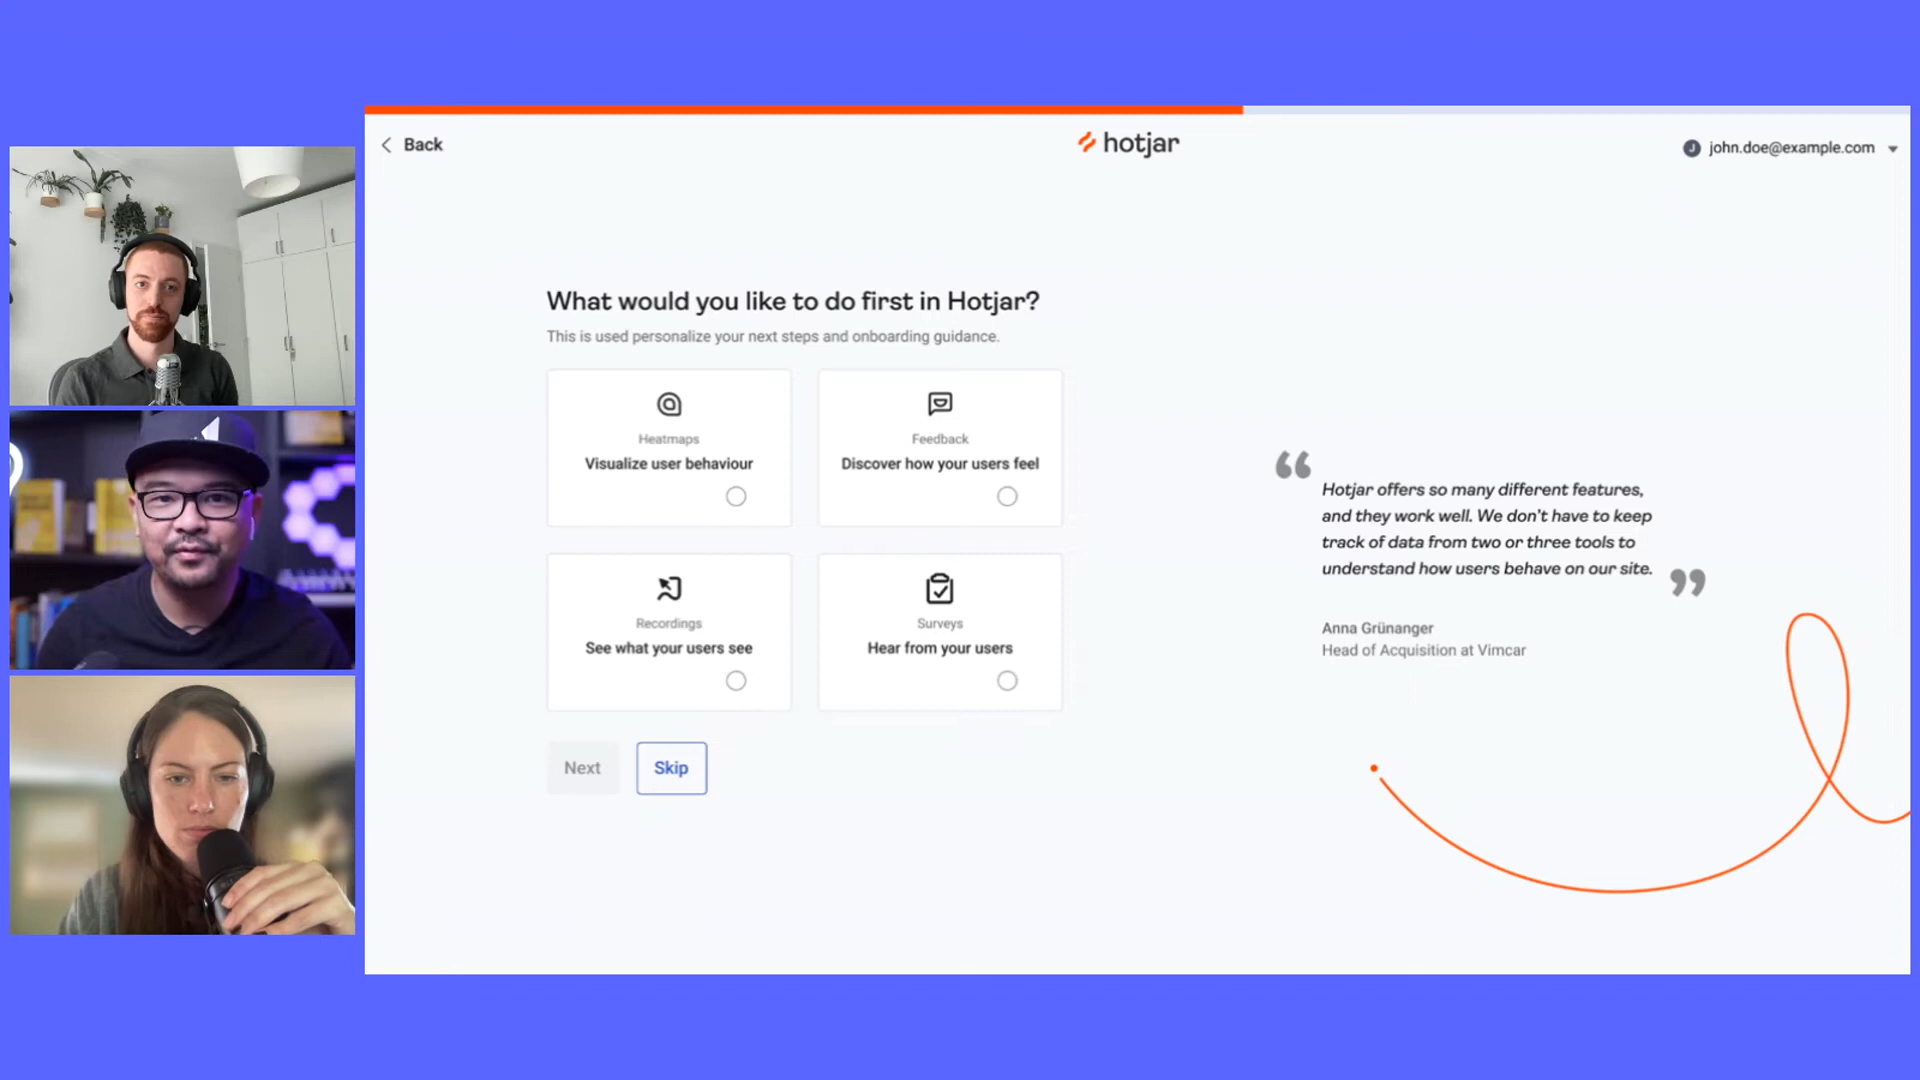 Back
hotjar
J
john.doe@example.com
What would you like to do first in Hotjar?
This is used personalize your next steps and onboarding guidance.
Heatmaps
Visualize user behaviour
Feedback
Discover how your users feel
Recordings
See what your users see
Surveys
Hear from your users
Next
Skip
“
Hotjar offers so many different features,
and they work well. We don't have to keep
track of data from two or three tools to
understand how users behave on our site.
”
Anna Grünanger
Head of Acquisition at Vimcar